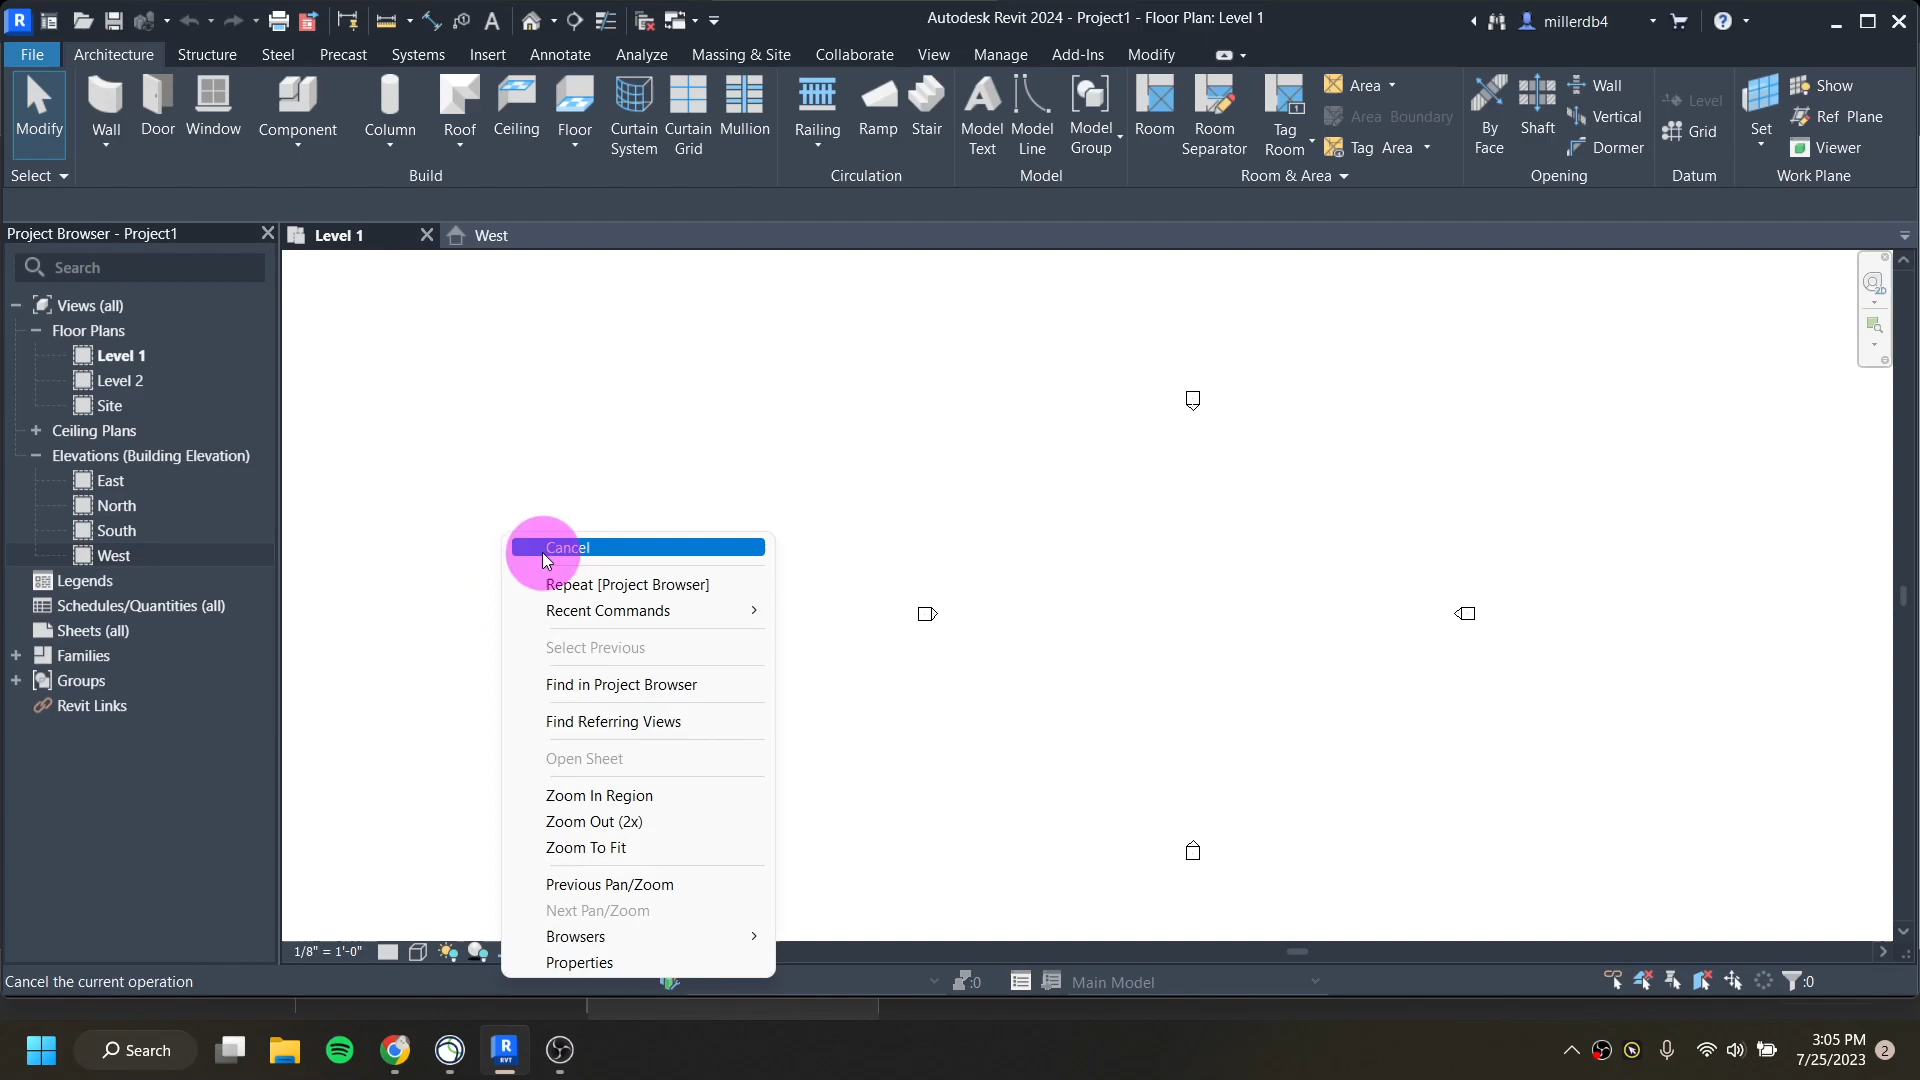 R
Autodesk Revit 2024 - Project1 - Floor Plan: Level 1
millerdb4
File Architecture Structure Steel Precast Systems Insert Annotate Analyze Massing & Site Collaborate View Manage Add-Ins Modify
Modify
Wall
Door
Window
Component
Column
Roof
Ceiling
Floor
Curtain
System
Curtain
Grid
Mullion
Railing
Ramp
Stair
Model
Text
Model
Line
Model
Group
Room
Room
Separator
Tag
Room
Area
Area Boundary
Tag Area
By
Face
Shaft
Wall
Vertical
Dormer
Level
Grid
Set
Show
Ref Plane
Viewer
Select Build Circulation Model Room & Area Opening Datum Work Plane
Project Browser - Project1
Level 1
West
Search
Views (all)
Floor Plans
Level 1
Level 2
Site
Ceiling Plans
Elevations (Building Elevation)
East
North
South
West
Legends
Schedules/Quantities (all)
Sheets (all)
Families
Groups
Revit Links
2D
Cancel
Repeat [Project Browser]
Recent Commands
Select Previous
Find in Project Browser
Find Referring Views
Open Sheet
Zoom In Region
Zoom Out (2x)
Zoom To Fit
Previous Pan/Zoom
Next Pan/Zoom
Browsers
Properties
1/8" = 1'-0"
Cancel the current operation
:0
Main Model
:0
Search
R
RVT
3:05 PM
7/25/2023
2